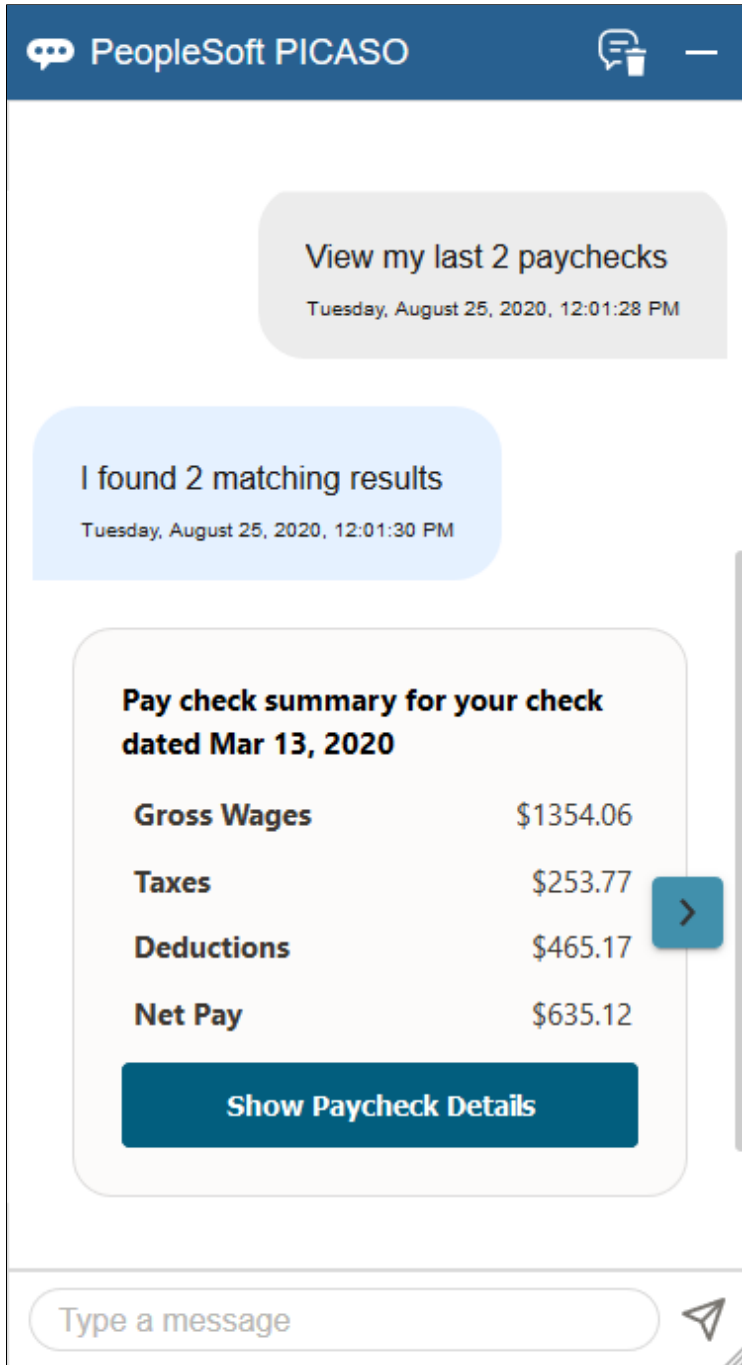 PeopleSoft PICASO
View my last 2 paychecks
Tuesday, August 25, 2020, 12:01:28 PM
I found 2 matching results
Tuesday, August 25, 2020, 12:01:30 PM
Pay check summary for your check
dated Mar 13, 2020
Gross Wages $1354.06
Taxes $253.77
Deductions $465.17
Net Pay $635.12
Show Paycheck Details
Type a message